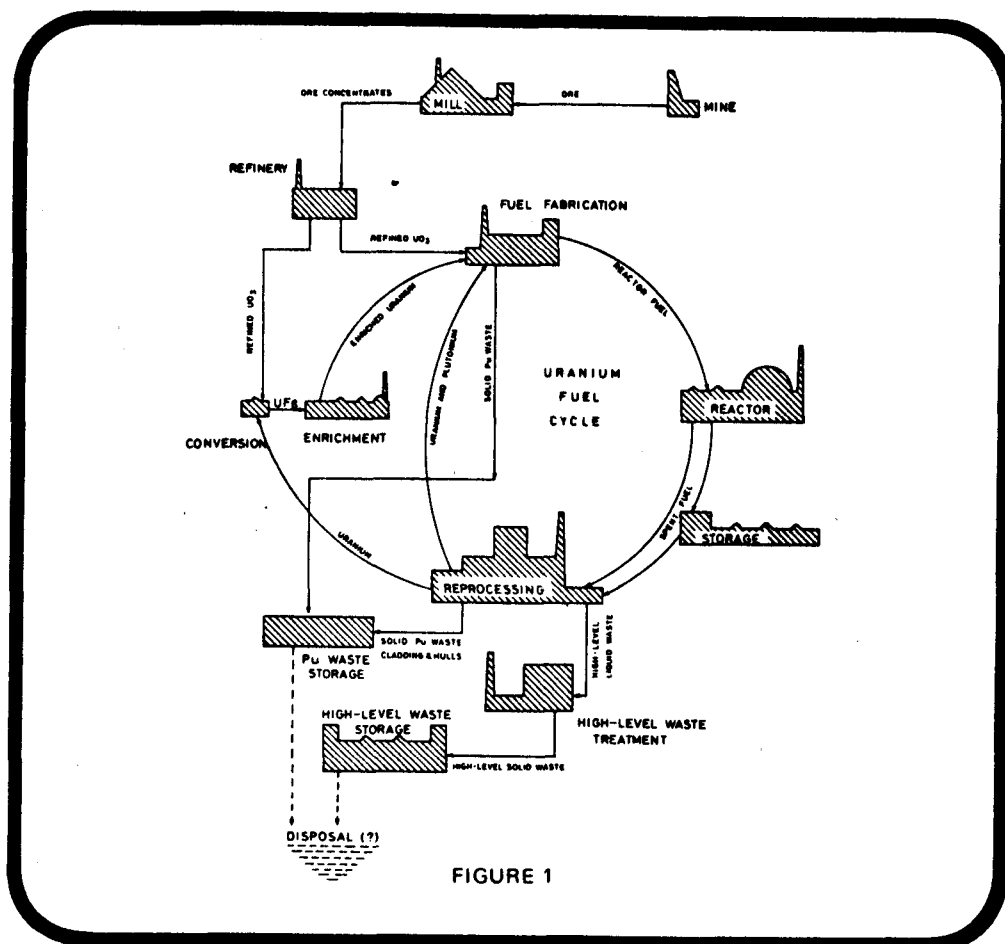 ORE CONCENTRATES
MILL
ORE
MINE
REFINERY
FUEL FABRICATION
REFINED UO3
REACTOR FUEL
REFINED UO3
ENRICHED URANIUM
URANIUM AND PLUTONIUM
SOLID Pu WASTE
URANIUM
FUEL
CYCLE
REACTOR
UF6
CONVERSION
ENRICHMENT
SPENT FUEL
STORAGE
URANIUM
REPROCESSING
SOLID Pu WASTE
CLADDING & HULLS
HIGH-LEVEL
LIQUID WASTE
Pu WASTE
STORAGE
HIGH-LEVEL WASTE
STORAGE
HIGH-LEVEL WASTE
TREATMENT
HIGH-LEVEL SOLID WASTE
DISPOSAL (?)
FIGURE 1